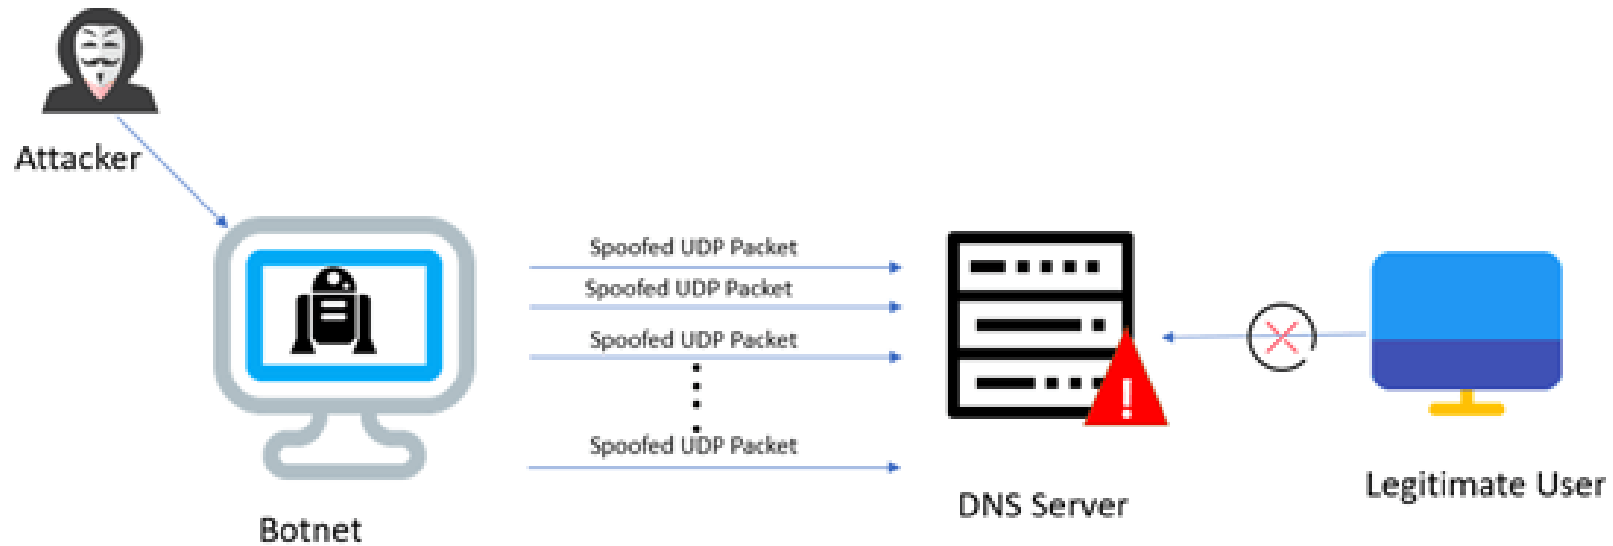 Attacker
Spoofed UDP Packet
Spoofed UDP Packet
Spoofed UDP Packet
Spoofed UDP Packet
Botnet
DNS Server
Legitimate User